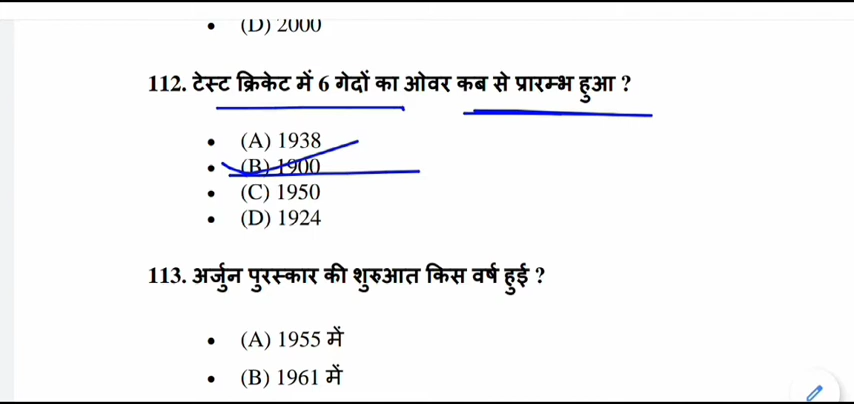 (D) 2000
112. टेस्ट क्रिकेट में 6 गेदों का ओवर कब से प्रारम्भ हुआ ?
(A) 1938
(B) 1900
(C) 1950
(D) 1924
113. अर्जुन पुरस्कार की शुरुआत किस वर्ष हुई ?
(A) 1955 में
(B) 1961 में